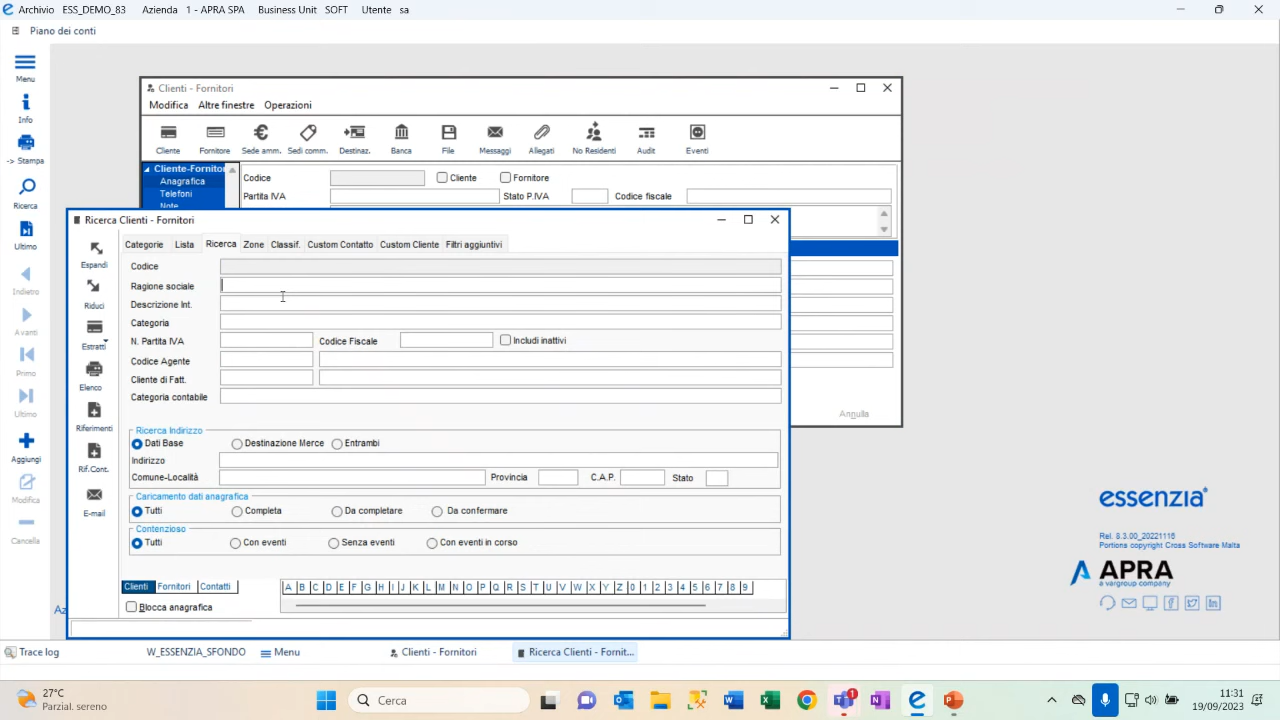 Archivio ESS_DEMO_83 Azienda 1 - APRA SPA Business Unit SOFT Utente sa
Piano dei conti
Menu
Info
-> Stampa
Ricerca
Ultimo
Indietro
Avanti
Primo
Ultimo
Aggiungi
Modifica
Cancella
Clienti - Fornitori
Modifica Altre finestre Operazioni
Cliente Fornitore Sede amm. Sedi comm. Destinaz. Banca File Messaggi Allegati No Residenti Audit Eventi
Cliente-Fornitor
Anagrafica
Telefoni
Note
Codice Cliente Fornitore
Partita IVA Stato P.IVA Codice fiscale
Annulla
Ricerca Clienti - Fornitori
Espandi
Riduci
Estratti
Elenco
Riferimenti
Rif.Cont.
E-mail
Categorie Lista Ricerca Zone Classif. Custom Contatto Custom Cliente Filtri aggiuntivi
Codice
Ragione sociale
Descrizione Int.
Categoria
N. Partita IVA Codice Fiscale Includi inattivi
Codice Agente
Cliente di Fatt.
Categoria contabile
Ricerca Indirizzo
Dati Base Destinazione Merce Entrambi
Indirizzo
Comune-Località Provincia C.A.P. Stato
Caricamento dati anagrafica
Tutti Completa Da completare Da confermare
Contenzioso
Tutti Con eventi Senza eventi Con eventi in corso
Clienti Fornitori Contatti A B C D E F G H I J K L M N O P Q R S T U V W X Y Z 0 1 2 3 4 5 6 7 8 9
Blocca anagrafica
Az
essenzia®
Rel. 8.3.00_20221116
Portions copyright Cross Software Malta
APRA
a vargroup company
Trace log W_ESSENZIA_SFONDO Menu Clienti - Fornitori Ricerca Clienti - Fornit...
27°C
Parzial. sereno
Cerca
1
11:31
19/09/2023